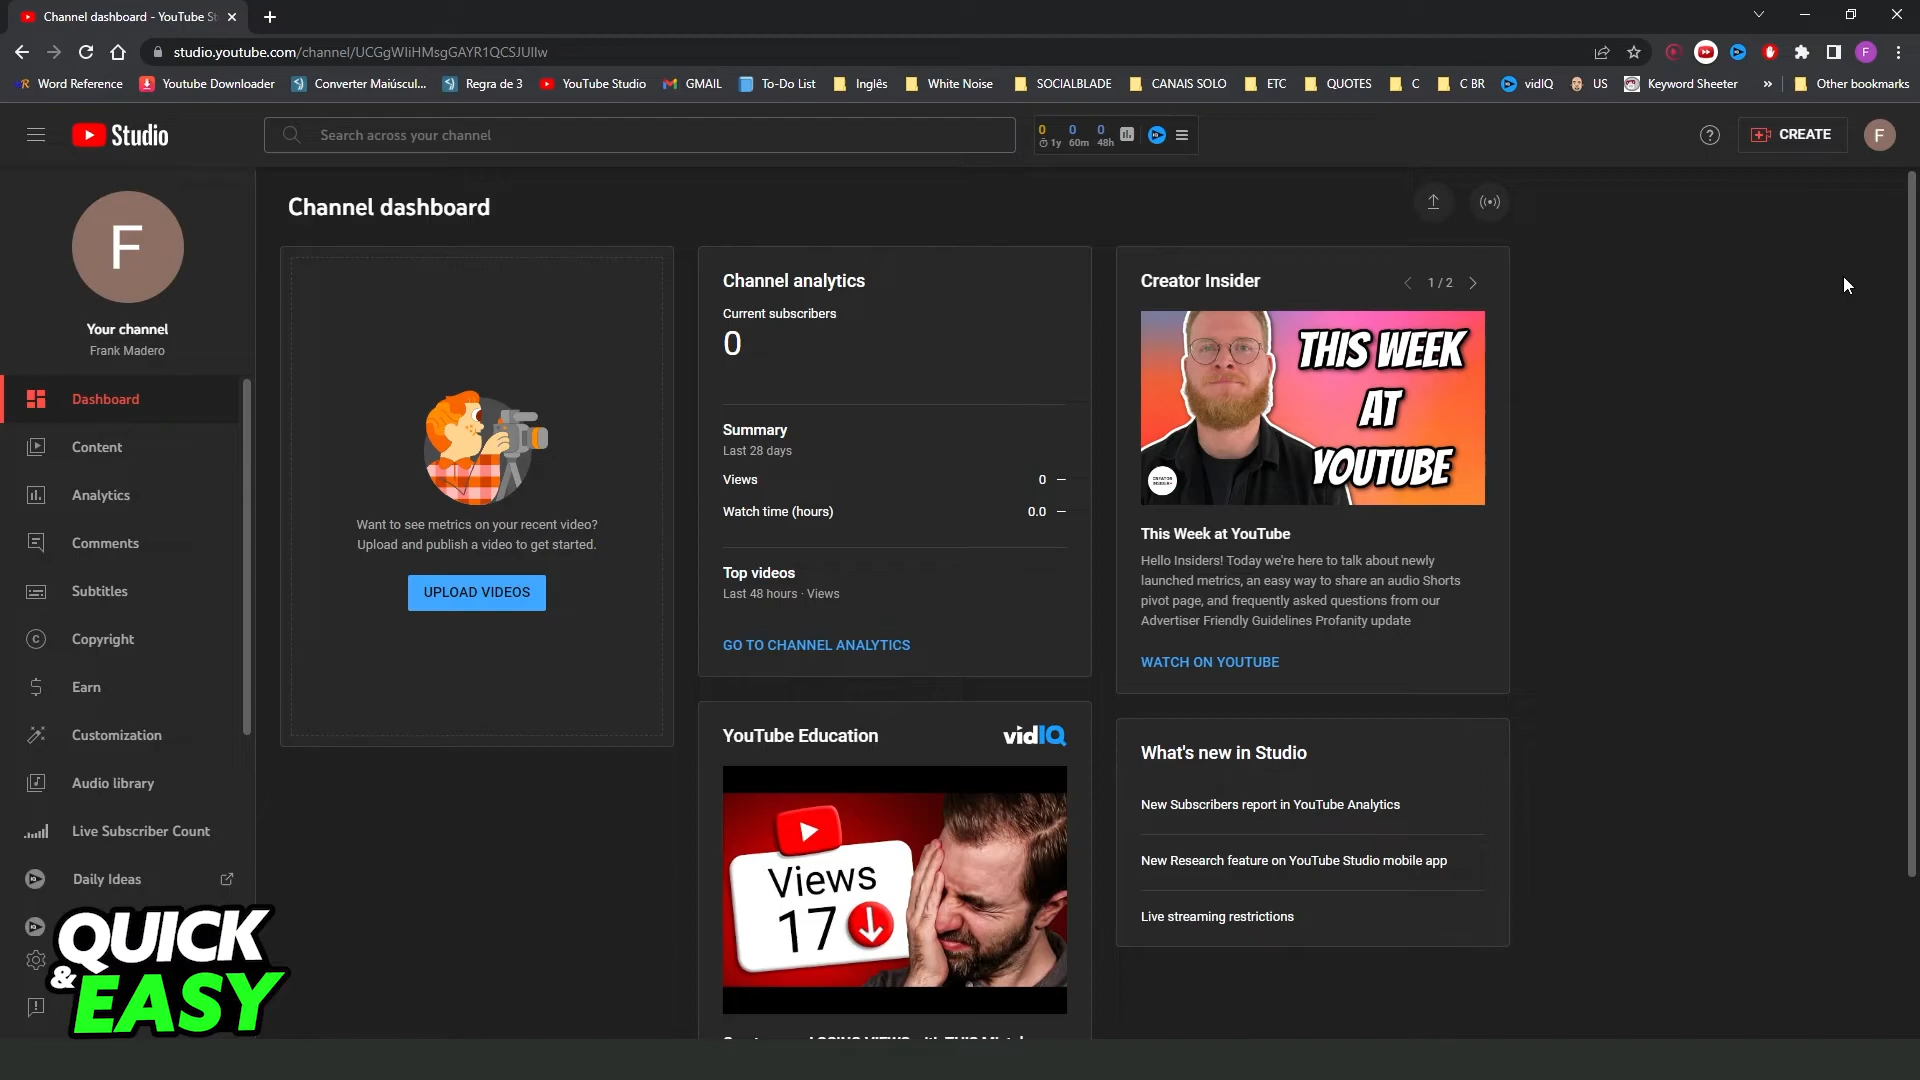 Channel dashboard - YouTube St
studio.youtube.com/channel/UCGgWIiHMsgGAYR1QCSJUIIw
Word Reference
Youtube Downloader
Converter Maiúscul...
Regra de 3
YouTube Studio
GMAIL
To-Do List
Inglês
White Noise
SOCIALBLADE
CANAIS SOLO
ETC
QUOTES
C
C BR
vidIQ
US
Keyword Sheeter
»
Other bookmarks
F
Studio
Search across your channel
0 0 0
1y 60m 48h
CREATE
F
F
Your channel
Frank Madero
Dashboard
Content
Analytics
Comments
Subtitles
Copyright
Earn
Customization
Audio library
Live Subscriber Count
Daily Ideas
QUICK
& EASY
Channel dashboard
Want to see metrics on your recent video?
Upload and publish a video to get started.
UPLOAD VIDEOS
Channel analytics
Current subscribers
0
Summary
Last 28 days
Views 0 —
Watch time (hours) 0.0 —
Top videos
Last 48 hours · Views
GO TO CHANNEL ANALYTICS
YouTube Education
vidIQ
Views
17
Creator Insider
1 / 2
THIS WEEK
AT
YOUTUBE
CREATOR
INSIDER
This Week at YouTube
Hello Insiders! Today we're here to talk about newly
launched metrics, an easy way to share an audio Shorts
pivot page, and frequently asked questions from our
Advertiser Friendly Guidelines Profanity update
WATCH ON YOUTUBE
What's new in Studio
New Subscribers report in YouTube Analytics
New Research feature on YouTube Studio mobile app
Live streaming restrictions